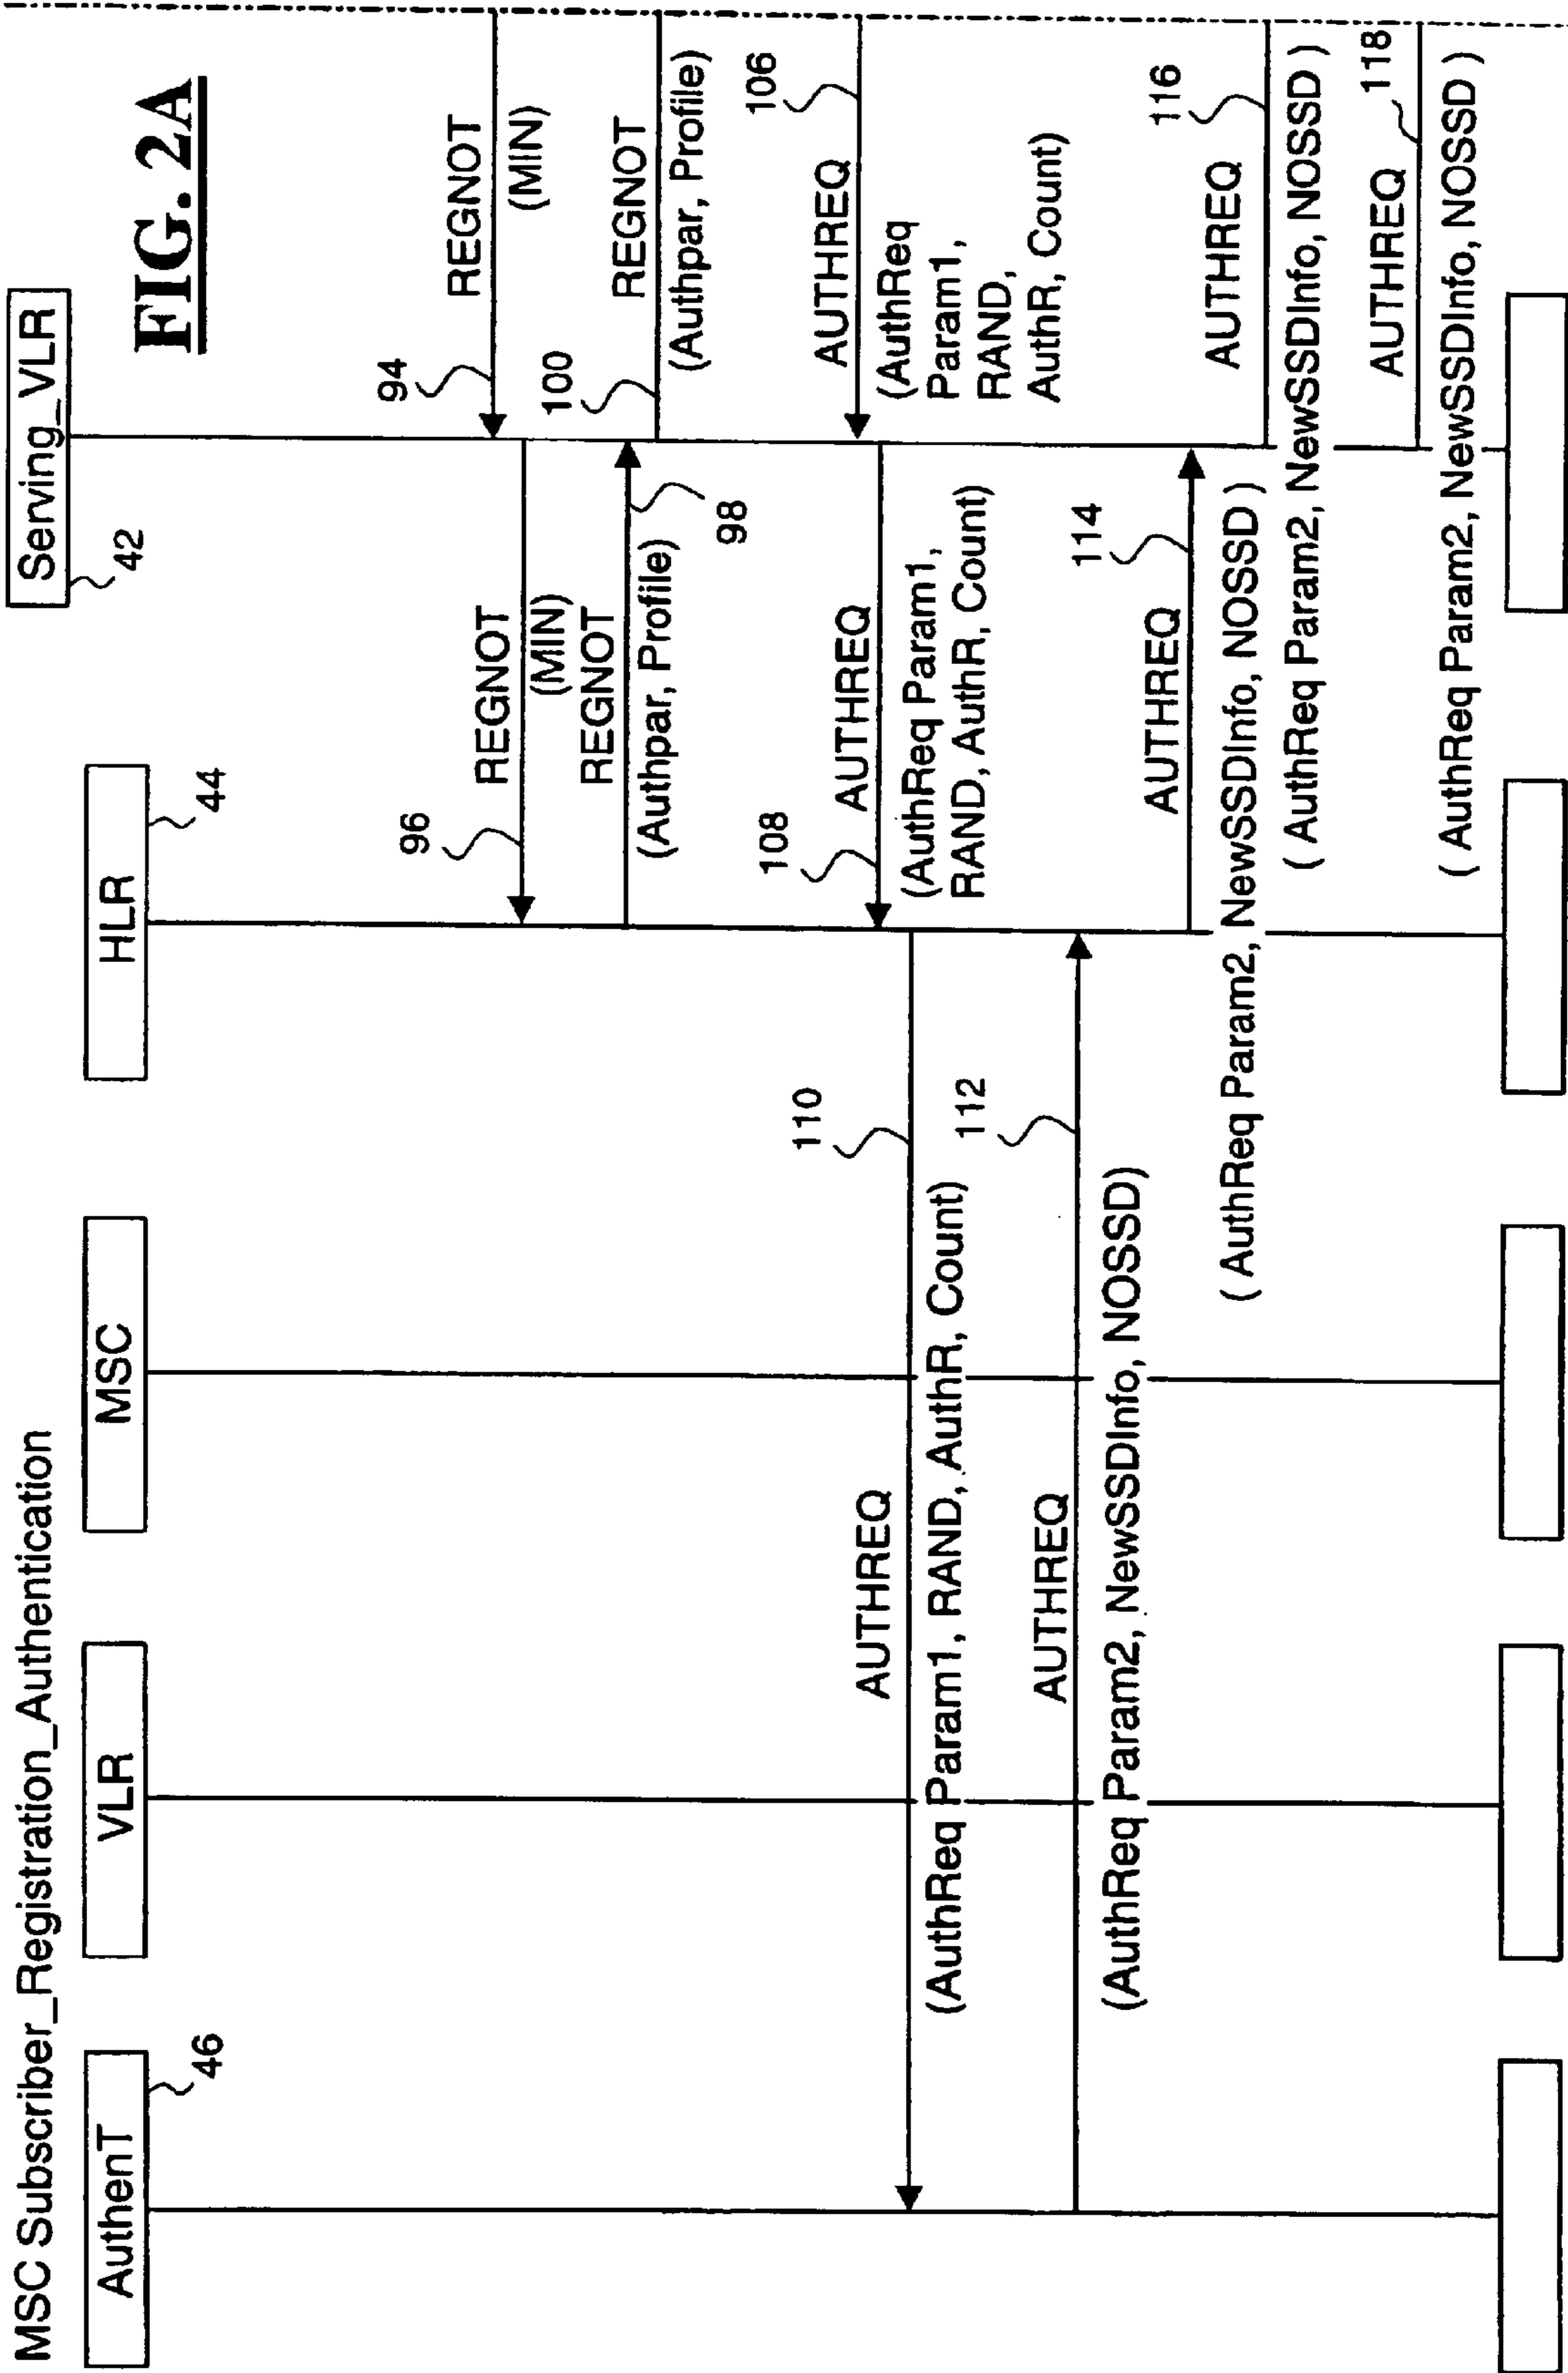 MSC Subscriber_Registration_Authentication
FIG. 2A
AuthenT
46
VLR
MSC
HLR
44
Serving_VLR
42
REGNOT
(MIN)
94
REGNOT
(MIN)
96
REGNOT
(Authpar, Profile)
98
REGNOT
(Authpar, Profile)
100
AUTHREQ
106
(AuthReq
Param1,
RAND,
AuthR, Count)
AUTHREQ
108
(AuthReq Param1,
RAND, AuthR, Count)
AUTHREQ
110
(AuthReq Param1, RAND, AuthR, Count)
AUTHREQ
112
(AuthReq Param2, NewSSDInfo, NOSSD)
AUTHREQ
114
( AuthReq Param2, NewSSDInfo, NOSSD )
AUTHREQ
116
( AuthReq Param2, NewSSDInfo, NOSSD )
AUTHREQ
118
( AuthReq Param2, NewSSDInfo, NOSSD )